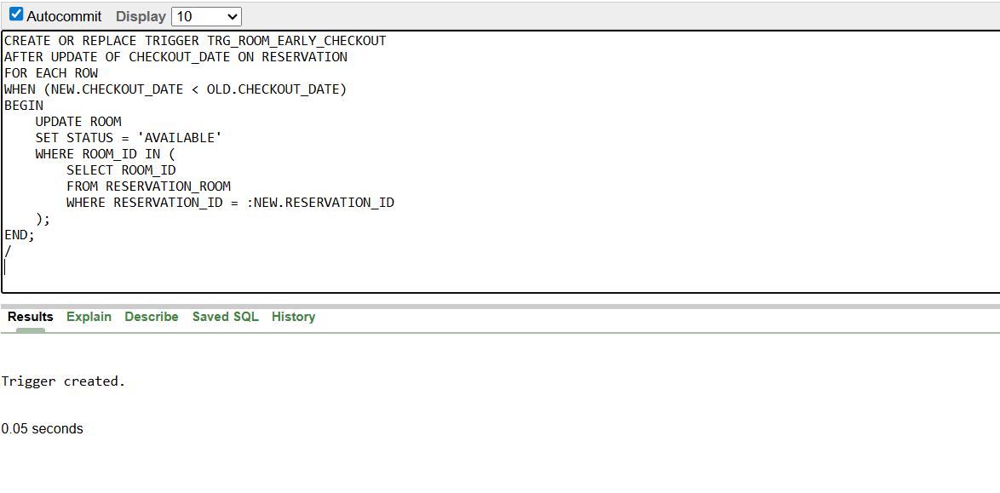 Autocommit Display 10
CREATE OR REPLACE TRIGGER TRG_ROOM_EARLY_CHECKOUT
AFTER UPDATE OF CHECKOUT_DATE ON RESERVATION
FOR EACH ROW
WHEN (NEW.CHECKOUT_DATE < OLD.CHECKOUT_DATE)
BEGIN
    UPDATE ROOM
    SET STATUS = 'AVAILABLE'
    WHERE ROOM_ID IN (
        SELECT ROOM_ID
        FROM RESERVATION_ROOM
        WHERE RESERVATION_ID = :NEW.RESERVATION_ID
    );
END;
/
Results Explain Describe Saved SQL History
Trigger created.
0.05 seconds